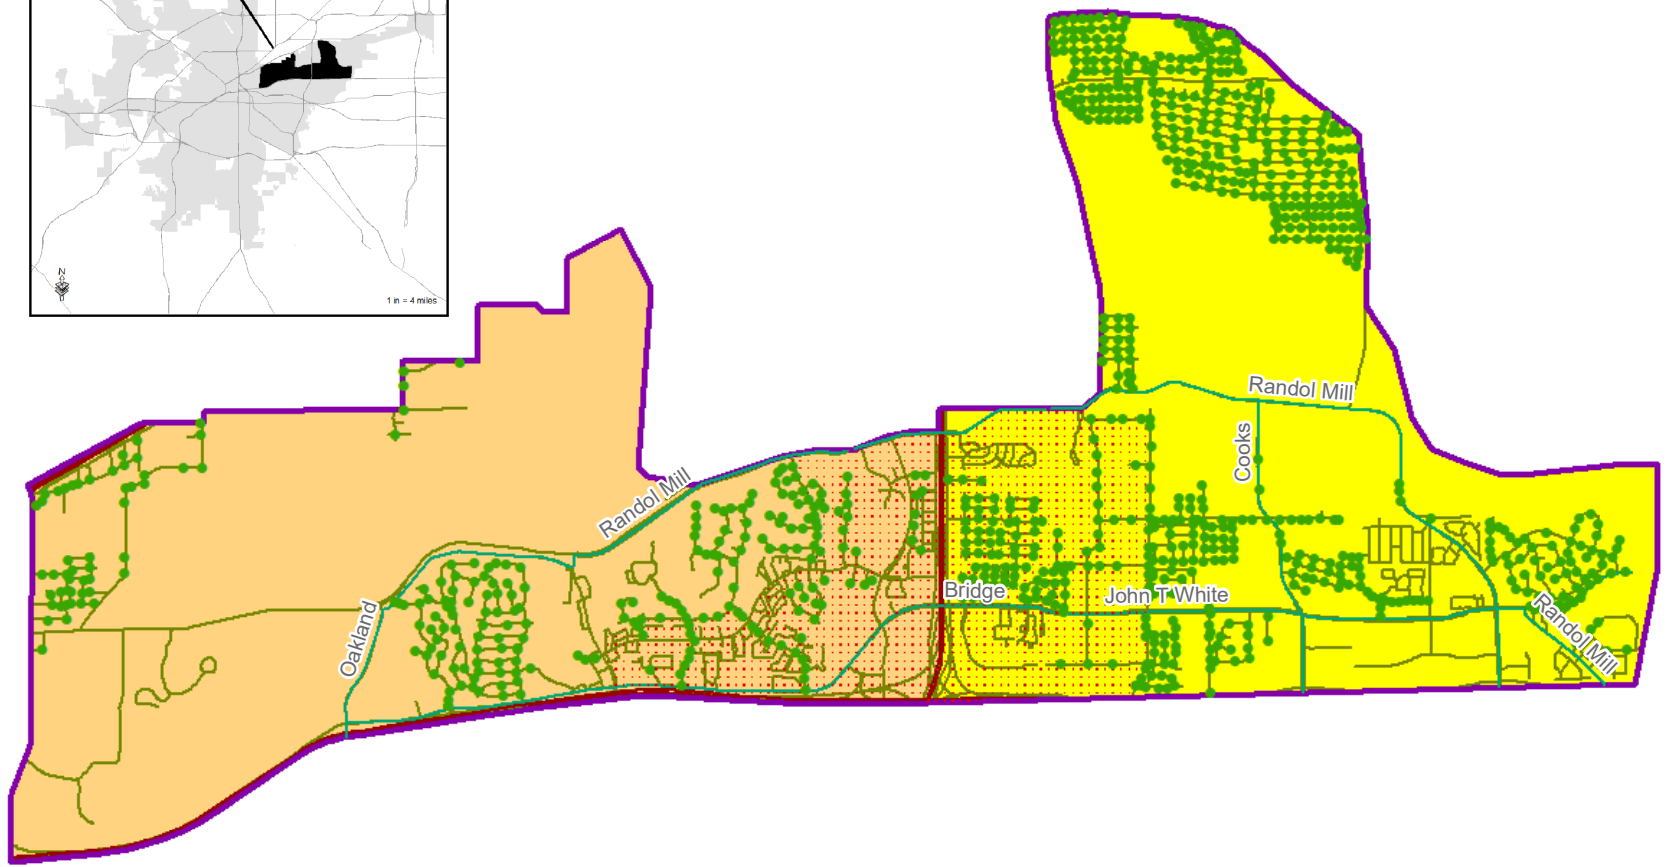 N
1 in = 4 miles
Randol Mill
Cooks
Randol Mill
Bridge
John T White
Oakland
Randol Mill